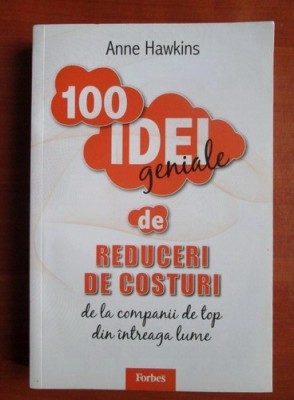 Anne Hawkins
100
IDEI
geniale
de
REDUCERI
DE COSTURI
de la companii de top
din întreaga lume
Forbes